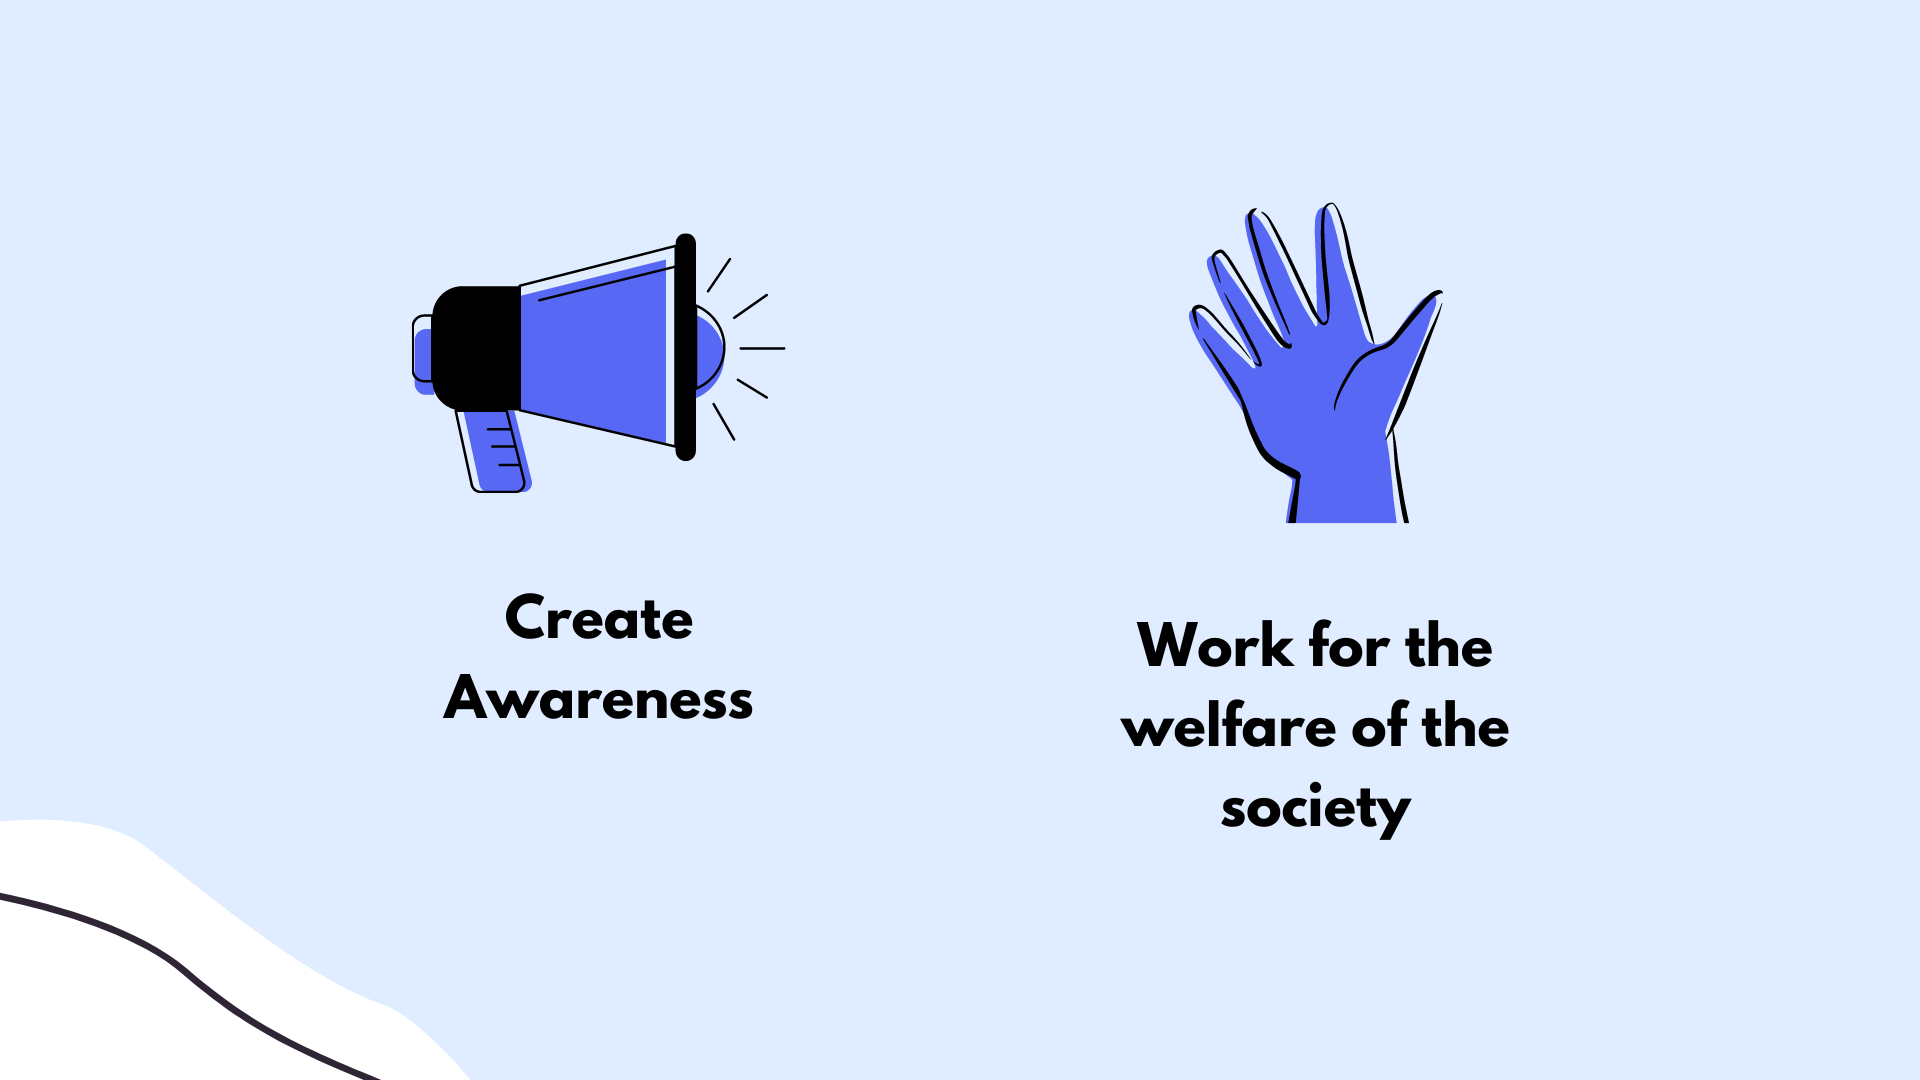 Create
Awareness
Work for the
welfare of the
society